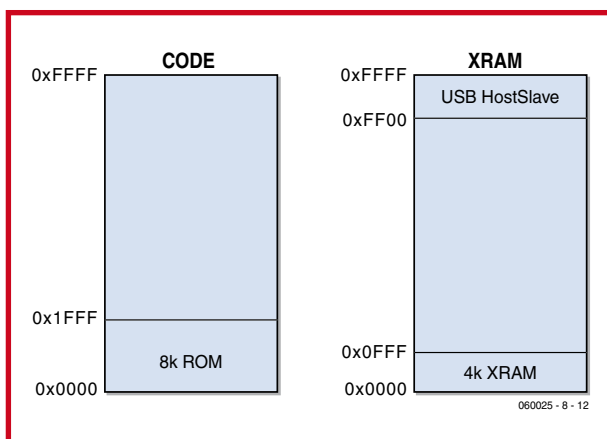 CODE
0xFFFF
0x1FFF
8k ROM
0x0000
XRAM
0xFFFF
USB HostSlave
0xFF00
0x0FFF
4k XRAM
0x0000
060025 - 8 - 12